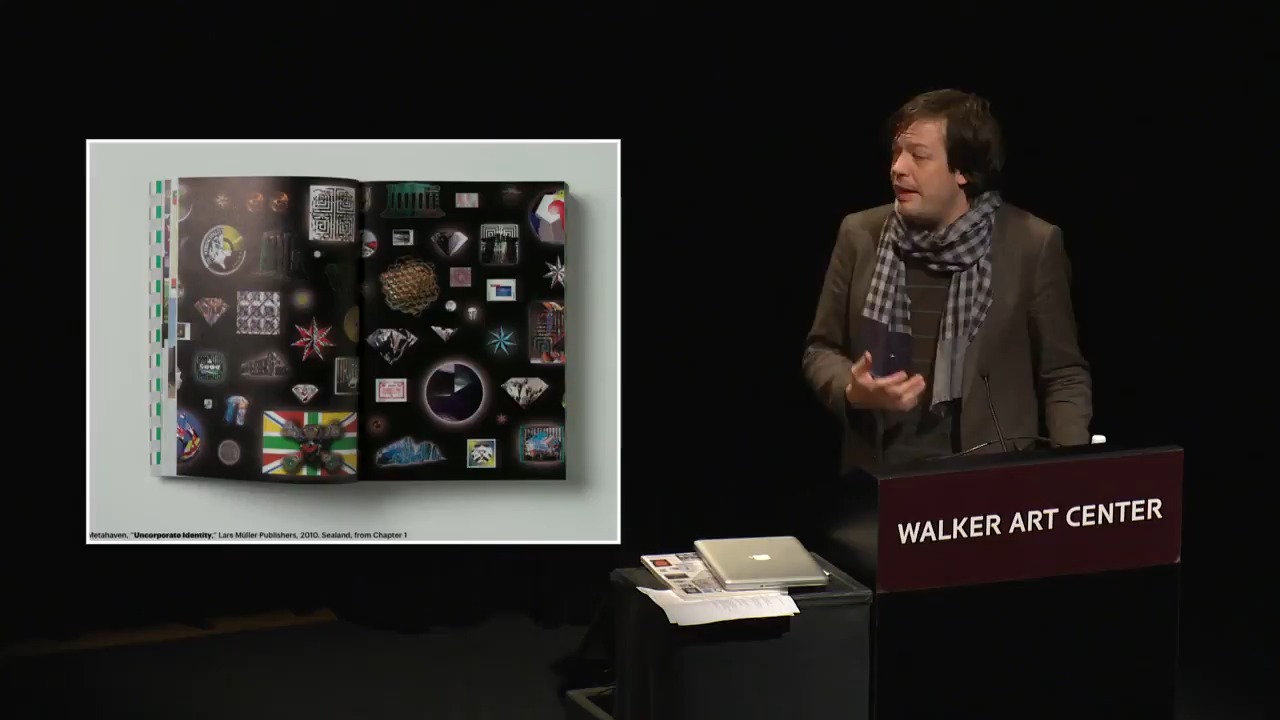 Metahaven, "Uncorporate Identity," Lars Müller Publishers, 2010. Sealand, from Chapter 1
WALKER ART CENTER